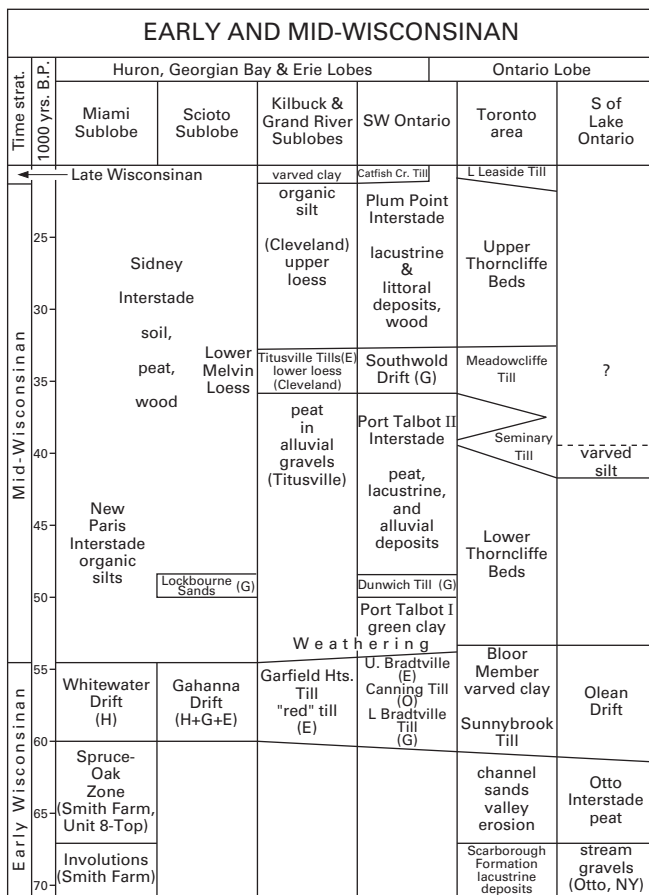 EARLY AND MID-WISCONSINAN
Time strat.
1000 yrs. B.P.
Huron, Georgian Bay & Erie Lobes
Ontario Lobe
Miami
Sublobe
Scioto
Sublobe
Kilbuck &
Grand River
Sublobes
SW Ontario
Toronto
area
S of
Lake
Ontario
Late Wisconsinan
Mid-Wisconsinan
Early Wisconsinan
25
30
35
40
45
50
55
60
65
70
Sidney
Interstade
soil,
peat,
wood
New
Paris
Interstade
organic
silts
Whitewater
Drift
(H)
Spruce-
Oak
Zone
(Smith Farm,
Unit 8-Top)
Involutions
(Smith Farm)
Lower
Melvin
Loess
Lockbourne
Sands (G)
Gahanna
Drift
(H+G+E)
varved clay
organic
silt
(Cleveland)
upper
loess
Titusville Tills(E)
lower loess
(Cleveland)
peat
in
alluvial
gravels
(Titusville)
Weathering
Garfield Hts.
Till
"red" till
(E)
Catfish Cr. Till
Plum Point
Interstade
lacustrine
&
littoral
deposits,
wood
Southwold
Drift (G)
Port Talbot II
Interstade
peat,
lacustrine,
and
alluvial
deposits
Dunwich Till (G)
Port Talbot I
green clay
U. Bradtville
(E)
Canning Till
(O)
L Bradtville
Till
(G)
L Leaside Till
Upper
Thorncliffe
Beds
Meadowcliffe
Till
Seminary
Till
Lower
Thorncliffe
Beds
Bloor
Member
varved clay
Sunnybrook
Till
channel
sands
valley
erosion
Scarborough
Formation
lacustrine
deposits
?
varved
silt
Olean
Drift
Otto
Interstade
peat
stream
gravels
(Otto, NY)